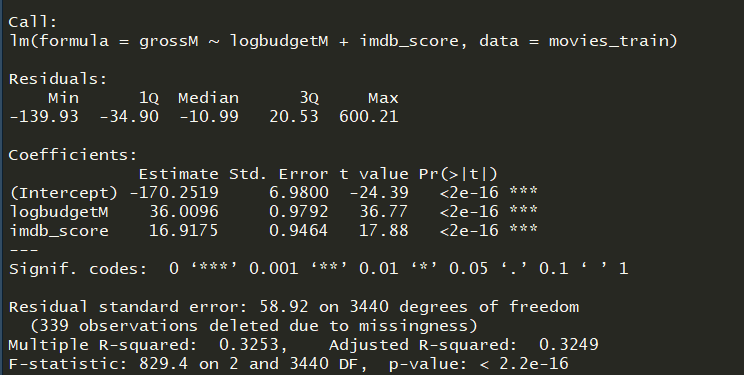 Call:
lm(formula = grossM ~ logbudgetM + imdb_score, data = movies_train)
Residuals:
Min 1Q Median 3Q Max
-139.93 -34.90 -10.99 20.53 600.21
Coefficients:
Estimate Std. Error t value Pr(>|t|)
(Intercept) -170.2519 6.9800 -24.39 <2e-16 ***
logbudgetM 36.0096 0.9792 36.77 <2e-16 ***
imdb_score 16.9175 0.9464 17.88 <2e-16 ***
---
Signif. codes: 0 ‘***’ 0.001 ‘**’ 0.01 ‘*’ 0.05 ‘.’ 0.1 ‘ ’ 1
Residual standard error: 58.92 on 3440 degrees of freedom
(339 observations deleted due to missingness)
Multiple R-squared: 0.3253, Adjusted R-squared: 0.3249
F-statistic: 829.4 on 2 and 3440 DF, p-value: < 2.2e-16